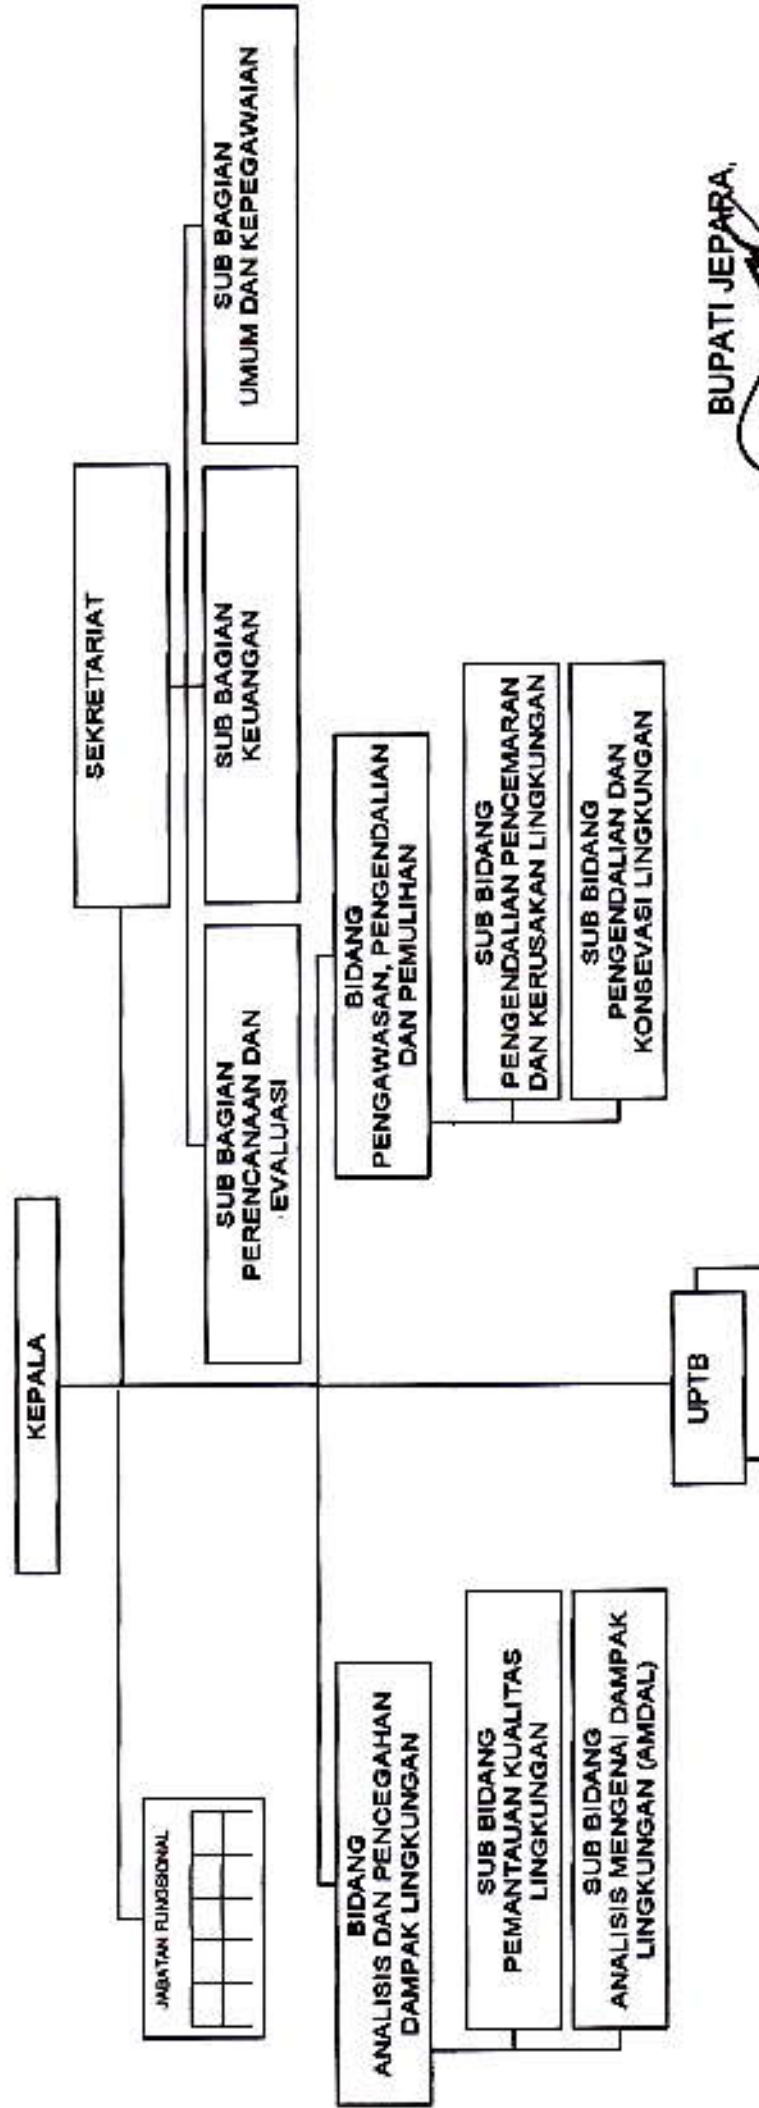 KEPALA
JABATAN FUNGSIONAL
SEKRETARIAT
SUB BAGIAN
PERENCANAAN DAN
EVALUASI
SUB BAGIAN
KEUANGAN
SUB BAGIAN
UMUM DAN KEPEGAWAIAN
BIDANG
ANALISIS DAN PENCEGAHAN
DAMPAK LINGKUNGAN
BIDANG
PENGAWASAN, PENGENDALIAN
DAN PEMULIHAN
SUB BIDANG
PEMANTAUAN KUALITAS
LINGKUNGAN
SUB BIDANG
ANALISIS MENGENAI DAMPAK
LINGKUNGAN (AMDAL)
SUB BIDANG
PENGENDALIAN PENCEMARAN
DAN KERUSAKAN LINGKUNGAN
SUB BIDANG
PENGENDALIAN DAN
KONSEVASI LINGKUNGAN
UPTB
BUPATI JEPARA,